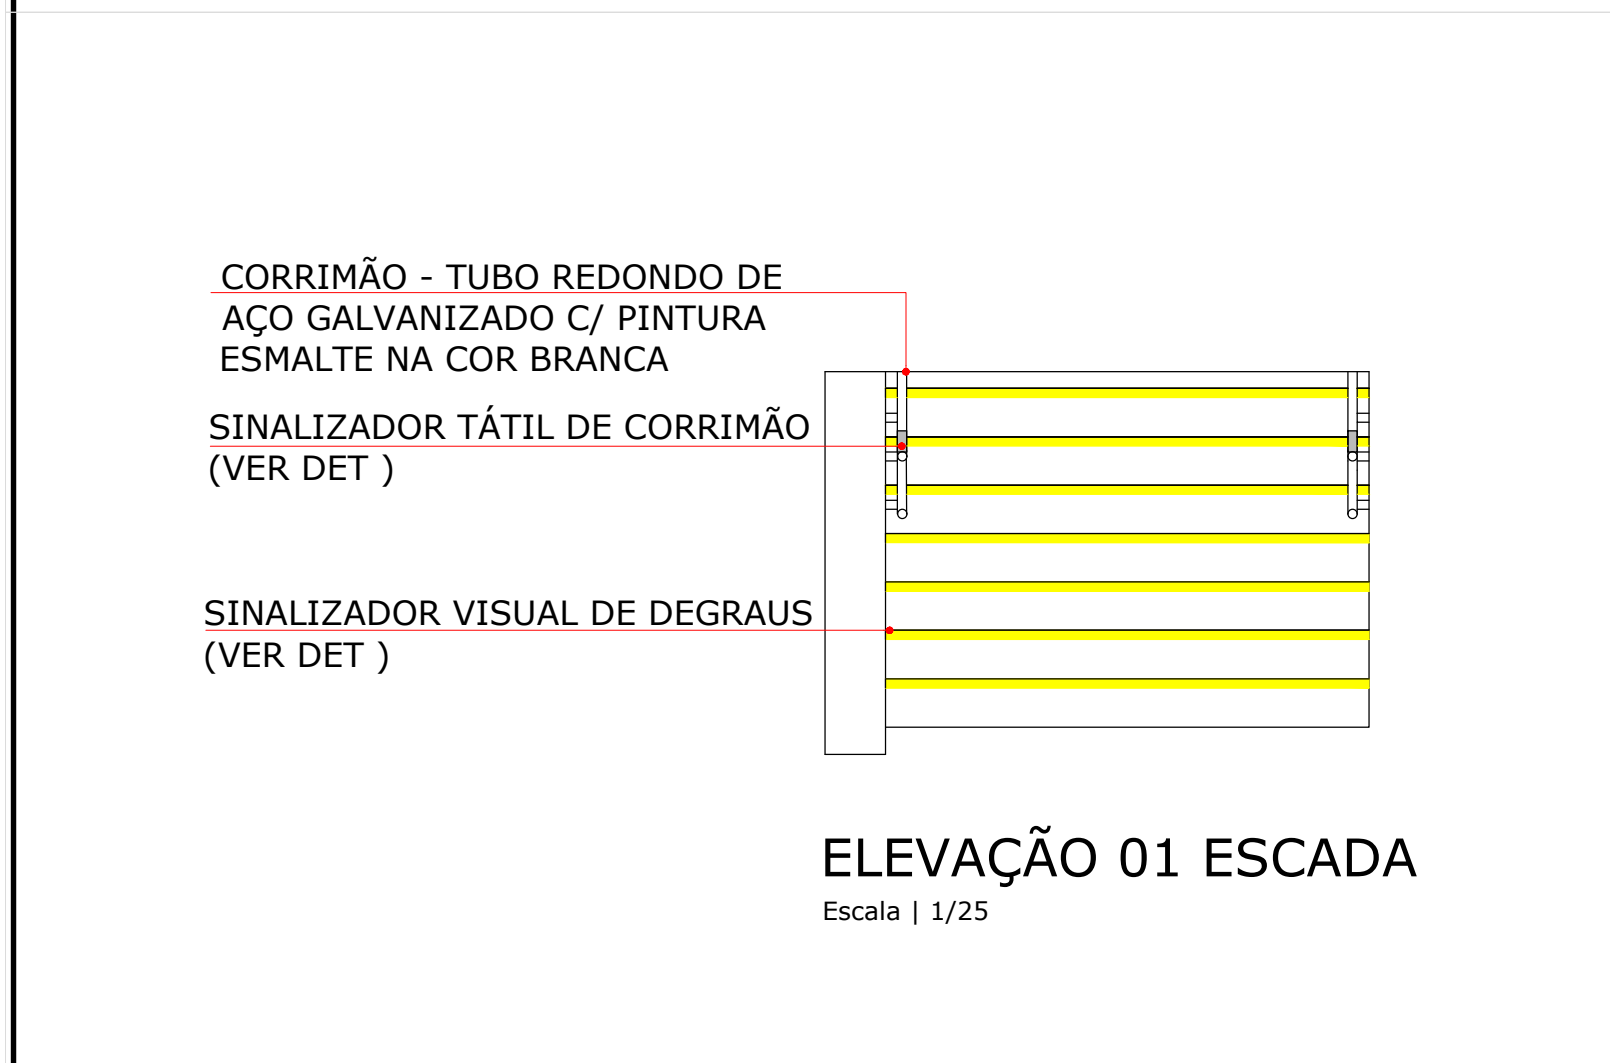 CORRIMÃO - TUBO REDONDO DE
AÇO GALVANIZADO C/ PINTURA
ESMALTE NA COR BRANCA
SINALIZADOR TÁTIL DE CORRIMÃO
(VER DET )
SINALIZADOR VISUAL DE DEGRAUS
(VER DET )
ELEVAÇÃO 01 ESCADA
Escala | 1/25